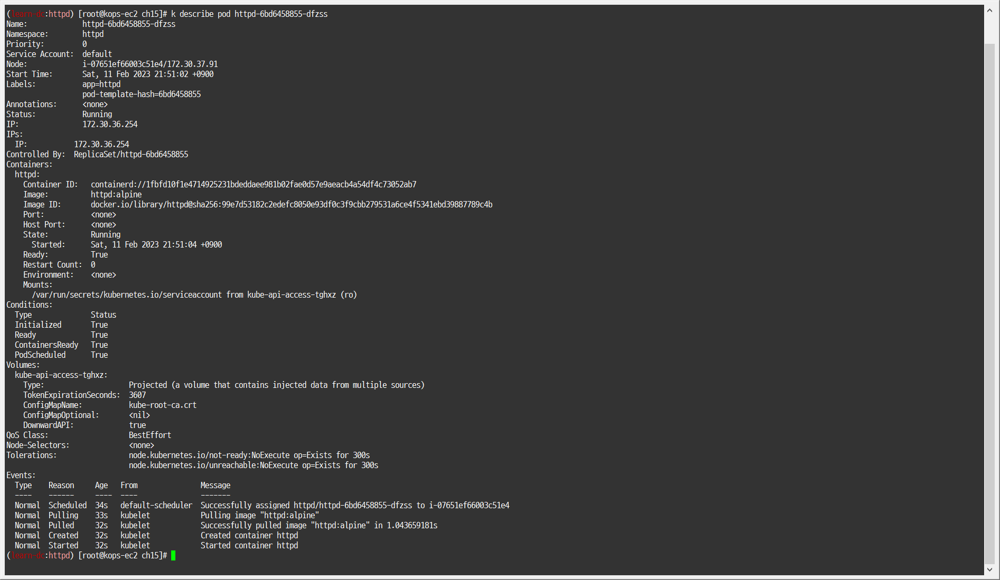 (learn-dc:httpd) [root@kops-ec2 ch15]# k describe pod httpd-6bd6458855-dfzss
Name:             httpd-6bd6458855-dfzss
Namespace:        httpd
Priority:         0
Service Account:  default
Node:             i-07651ef66003c51e4/172.30.37.91
Start Time:       Sat, 11 Feb 2023 21:51:02 +0900
Labels:           app=httpd
                  pod-template-hash=6bd6458855
Annotations:      <none>
Status:           Running
IP:               172.30.36.254
IPs:
  IP:           172.30.36.254
Controlled By:  ReplicaSet/httpd-6bd6458855
Containers:
  httpd:
    Container ID:   containerd://1fbfd10f1e4714925231bdeddaee981b02fae0d57e9aeacb4a54df4c73052ab7
    Image:          httpd:alpine
    Image ID:       docker.io/library/httpd@sha256:99e7d53182c2edefc8050e93df0c3f9cbb279531a6ce4f5341ebd39887789c4b
    Port:           <none>
    Host Port:      <none>
    State:          Running
      Started:      Sat, 11 Feb 2023 21:51:04 +0900
    Ready:          True
    Restart Count:  0
    Environment:    <none>
    Mounts:
      /var/run/secrets/kubernetes.io/serviceaccount from kube-api-access-tghxz (ro)
Conditions:
  Type              Status
  Initialized       True
  Ready             True
  ContainersReady   True
  PodScheduled      True
Volumes:
  kube-api-access-tghxz:
    Type:                    Projected (a volume that contains injected data from multiple sources)
    TokenExpirationSeconds:  3607
    ConfigMapName:           kube-root-ca.crt
    ConfigMapOptional:       <nil>
    DownwardAPI:             true
QoS Class:                   BestEffort
Node-Selectors:              <none>
Tolerations:                 node.kubernetes.io/not-ready:NoExecute op=Exists for 300s
                             node.kubernetes.io/unreachable:NoExecute op=Exists for 300s
Events:
  Type    Reason     Age   From               Message
  ----    ------     ----  ----               -------
  Normal  Scheduled  34s   default-scheduler  Successfully assigned httpd/httpd-6bd6458855-dfzss to i-07651ef66003c51e4
  Normal  Pulling    33s   kubelet            Pulling image "httpd:alpine"
  Normal  Pulled     32s   kubelet            Successfully pulled image "httpd:alpine" in 1.043659181s
  Normal  Created    32s   kubelet            Created container httpd
  Normal  Started    32s   kubelet            Started container httpd
(learn-dc:httpd) [root@kops-ec2 ch15]#